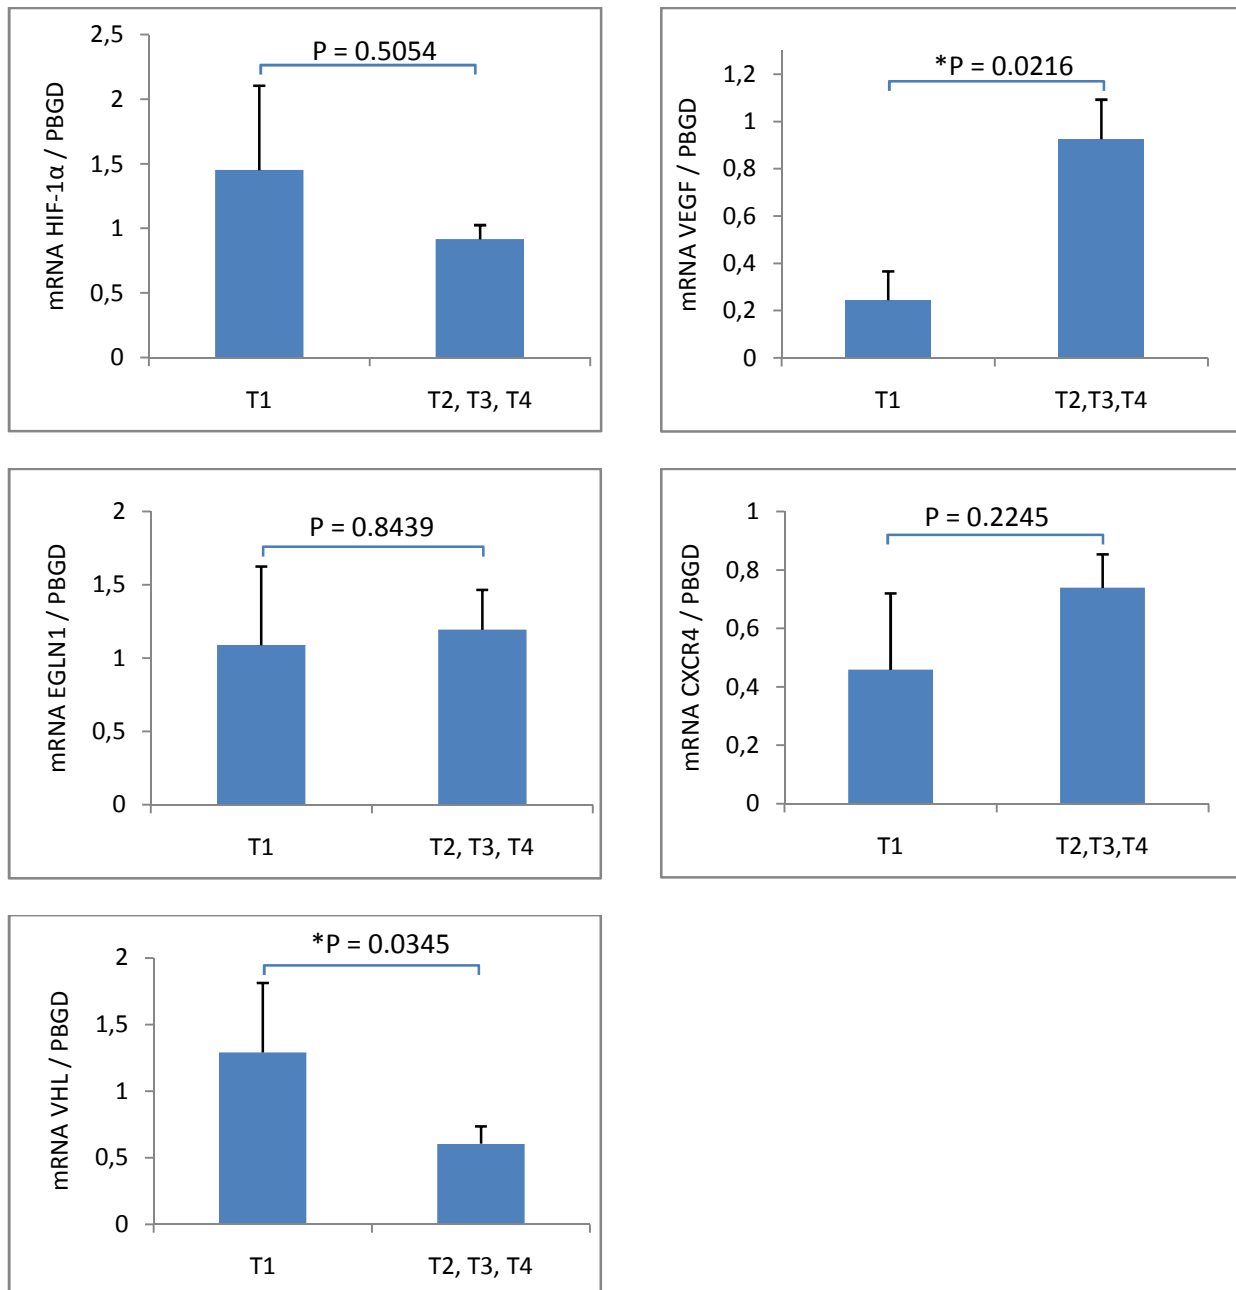 P = 0.5054
mRNA HIF-1α / PBGD
2,5
2
1,5
1
0,5
0
T1
T2, T3, T4
*P = 0.0216
mRNA VEGF / PBGD
1,2
1
0,8
0,6
0,4
0,2
0
T1
T2,T3,T4
P = 0.8439
mRNA EGLN1 / PBGD
2
1,5
1
0,5
0
T1
T2, T3, T4
P = 0.2245
mRNA CXCR4 / PBGD
1
0,8
0,6
0,4
0,2
0
T1
T2,T3,T4
*P = 0.0345
mRNA VHL / PBGD
2
1,5
1
0,5
0
T1
T2, T3, T4